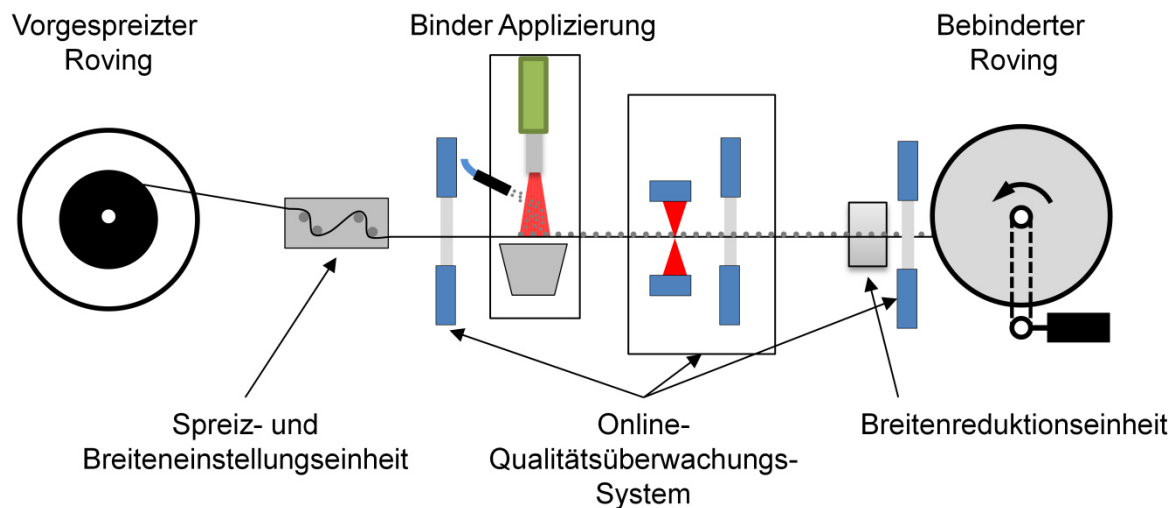 Vorgespreizter
Roving
Binder Applizierung
Bebinderter
Roving
Spreiz- und
Breiteneinstellungseinheit
Online-
Qualitätsüberwachungs-
System
Breitenreduktionseinheit